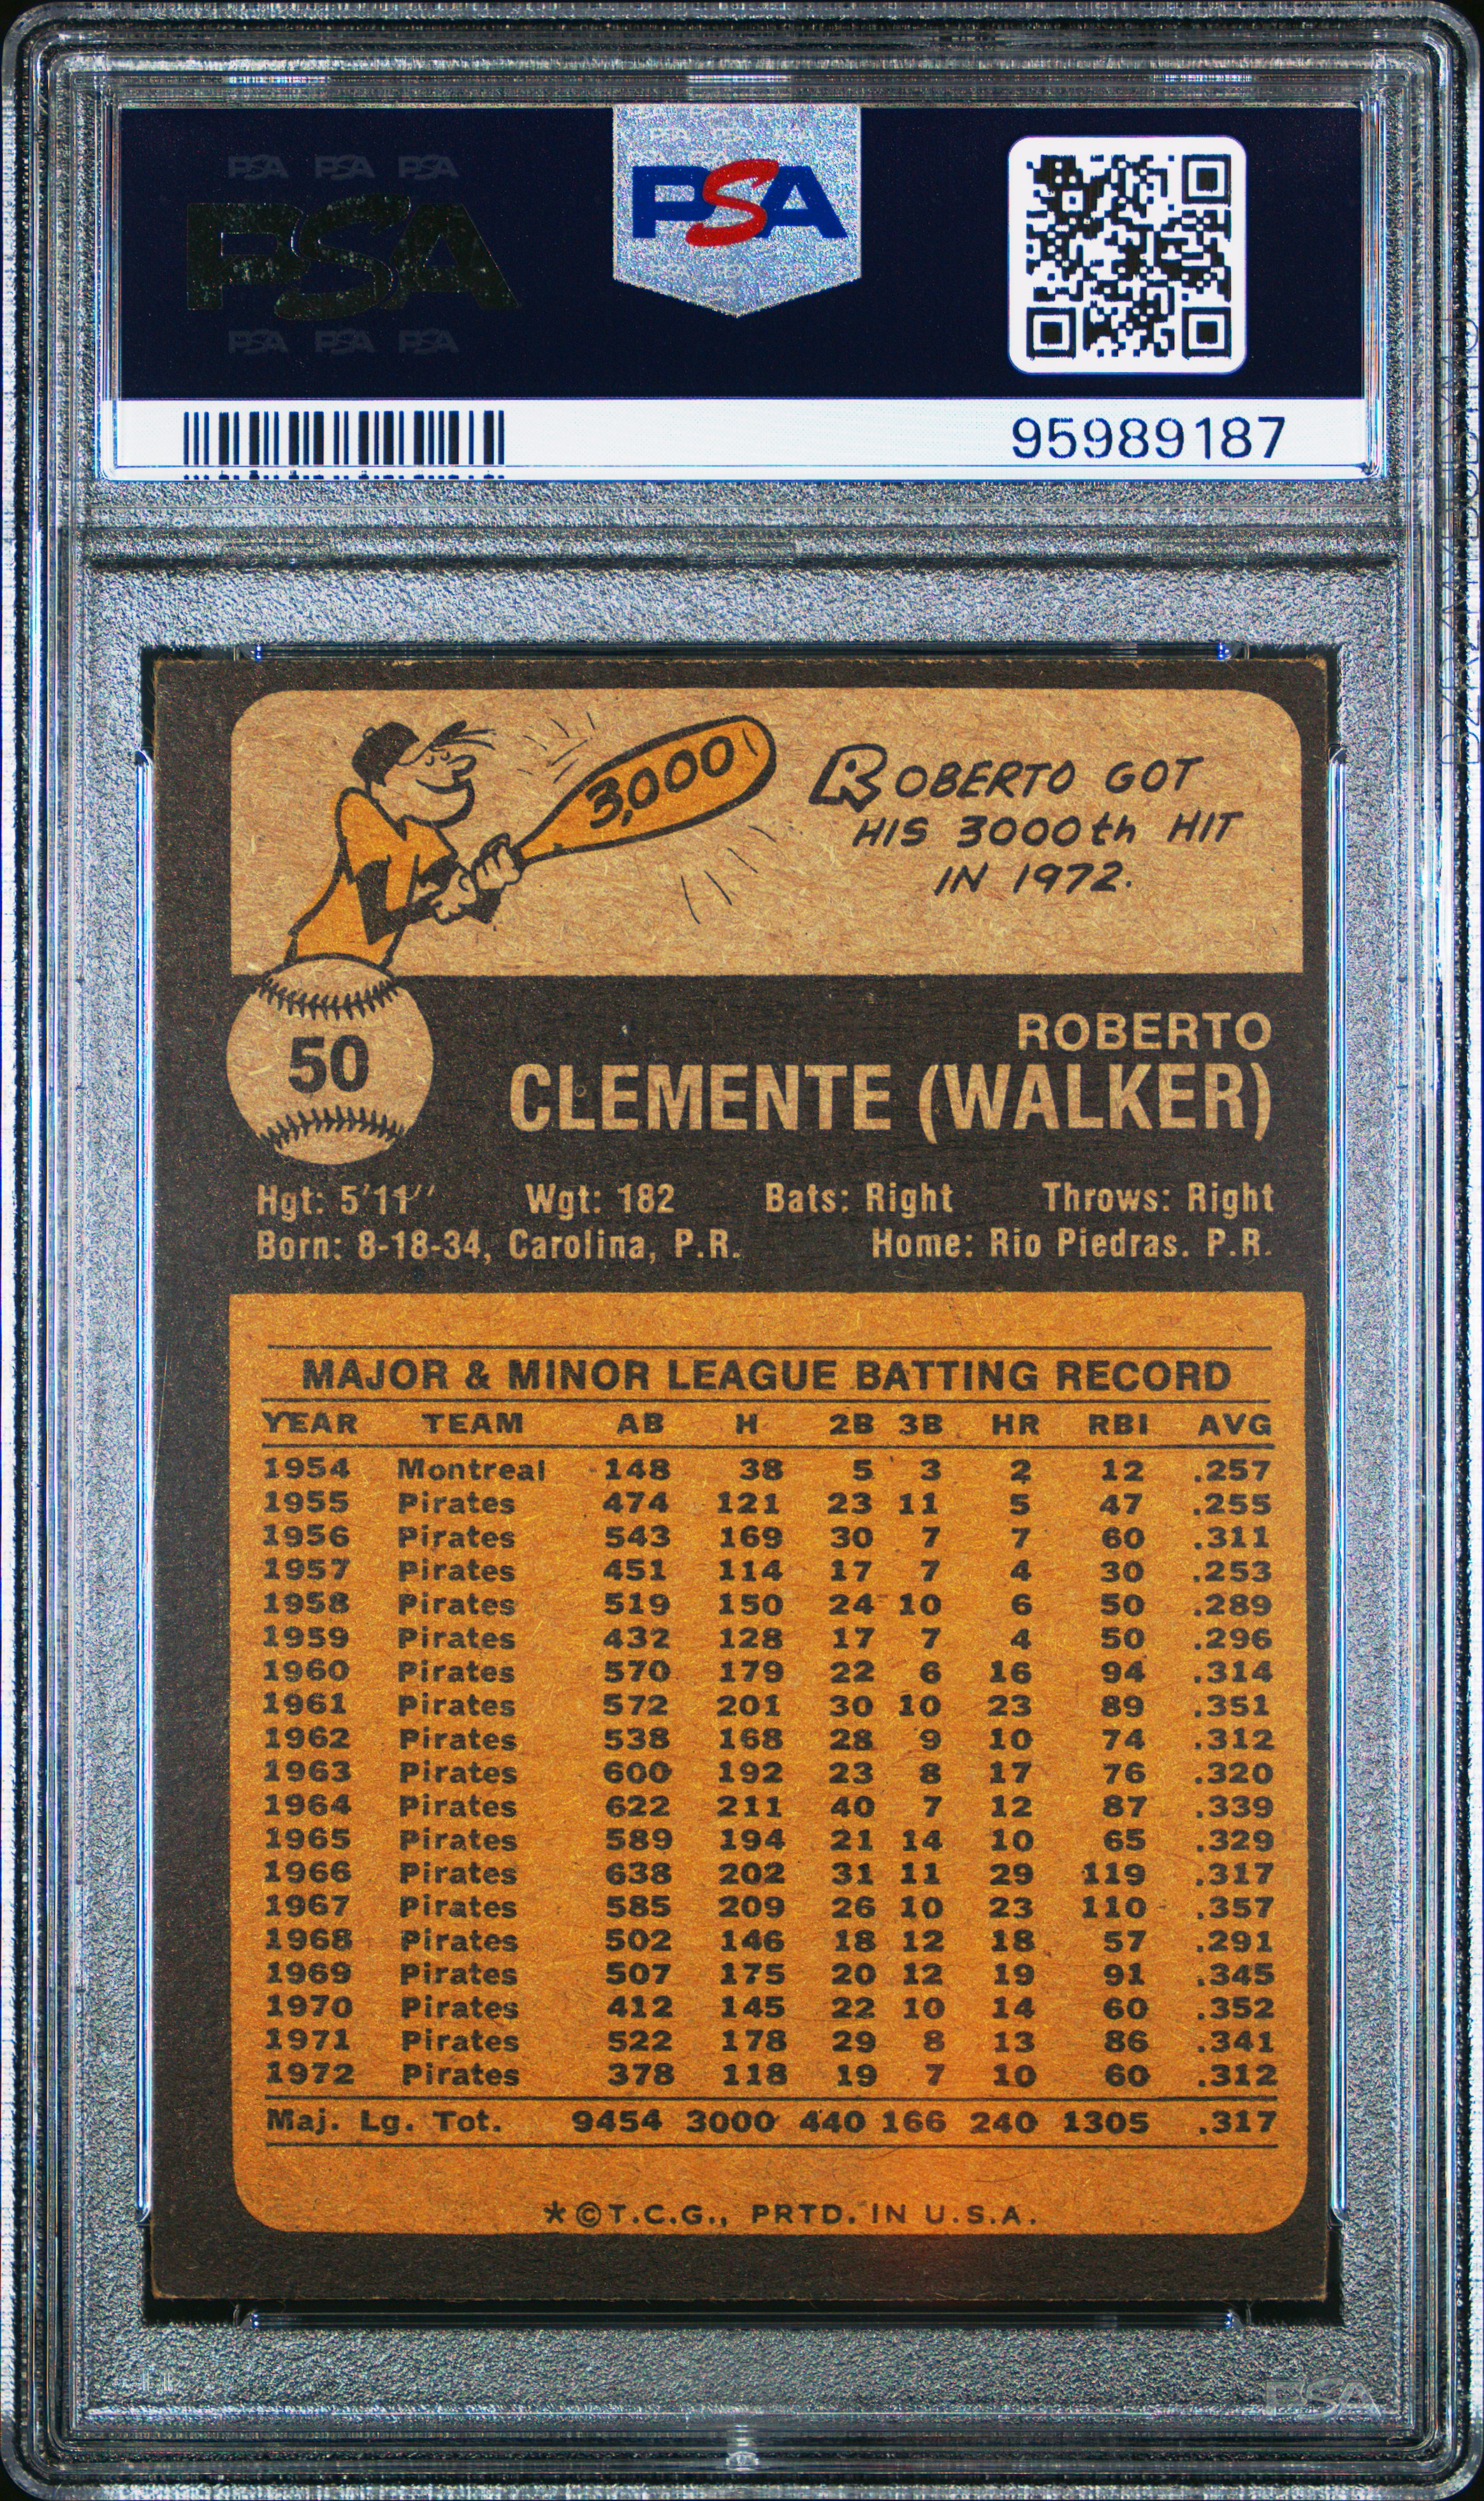 PSA PSA PSA
PSA
PSA PSA PSA
PSA
95989187
3,000
ROBERTO GOT
HIS 3000th HIT
IN 1972.
50
ROBERTO
CLEMENTE (WALKER)
Hgt: 5'11" Wgt: 182 Bats: Right Throws: Right
Born: 8-18-34, Carolina, P.R. Home: Rio Piedras. P.R.
MAJOR & MINOR LEAGUE BATTING RECORD
YEAR TEAM AB H 2B 3B HR RBI AVG
1954 Montreal 148 38 5 3 2 12 .257
1955 Pirates 474 121 23 11 5 47 .255
1956 Pirates 543 169 30 7 7 60 .311
1957 Pirates 451 114 17 7 4 30 .253
1958 Pirates 519 150 24 10 6 50 .289
1959 Pirates 432 128 17 7 4 50 .296
1960 Pirates 570 179 22 6 16 94 .314
1961 Pirates 572 201 30 10 23 89 .351
1962 Pirates 538 168 28 9 10 74 .312
1963 Pirates 600 192 23 8 17 76 .320
1964 Pirates 622 211 40 7 12 87 .339
1965 Pirates 589 194 21 14 10 65 .329
1966 Pirates 638 202 31 11 29 119 .317
1967 Pirates 585 209 26 10 23 110 .357
1968 Pirates 502 146 18 12 18 57 .291
1969 Pirates 507 175 20 12 19 91 .345
1970 Pirates 412 145 22 10 14 60 .352
1971 Pirates 522 178 29 8 13 86 .341
1972 Pirates 378 118 19 7 10 60 .312
Maj. Lg. Tot. 9454 3000 440 166 240 1305 .317
*©T.C.G., PRTD. IN U.S.A.
PSA